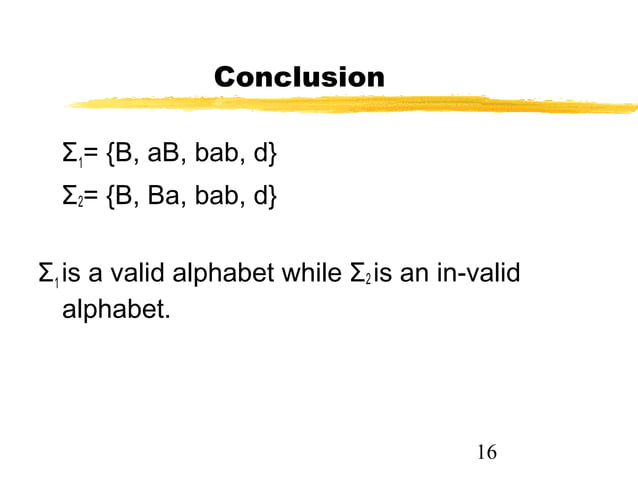 Conclusion
Σ1= {B, aB, bab, d}
Σ2= {B, Ba, bab, d}
Σ1 is a valid alphabet while Σ2 is an in-valid
alphabet.
16